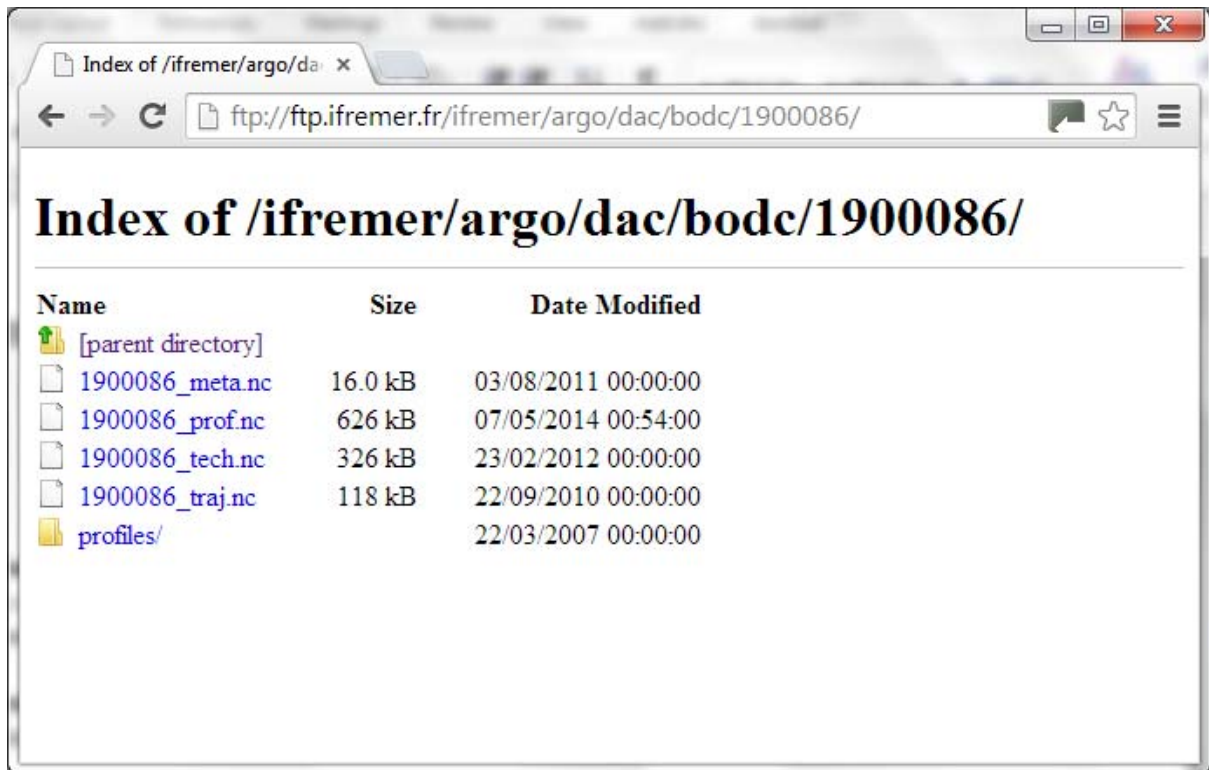 Index of /ifremer/argo/da
ftp://ftp.ifremer.fr/ifremer/argo/dac/bodc/1900086/
Index of /ifremer/argo/dac/bodc/1900086/
Name Size Date Modified
[parent directory]
1900086_meta.nc 16.0 kB 03/08/2011 00:00:00
1900086_prof.nc 626 kB 07/05/2014 00:54:00
1900086_tech.nc 326 kB 23/02/2012 00:00:00
1900086_traj.nc 118 kB 22/09/2010 00:00:00
profiles/ 22/03/2007 00:00:00